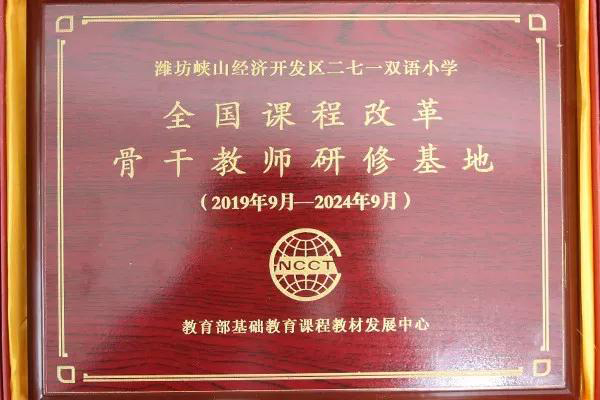 潍坊峡山经济开发区二七一双语小学
全国课程改革
骨干教师研修基地
（2019年9月—2024年9月）
NCCT
教育部基础教育课程教材发展中心